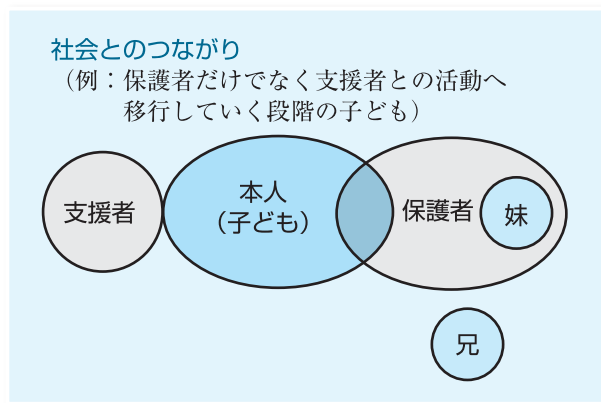 社会とのつながり
（例：保護者だけでなく支援者との活動へ
移行していく段階の子ども）
支援者
本人
（子ども）
保護者
妹
兄